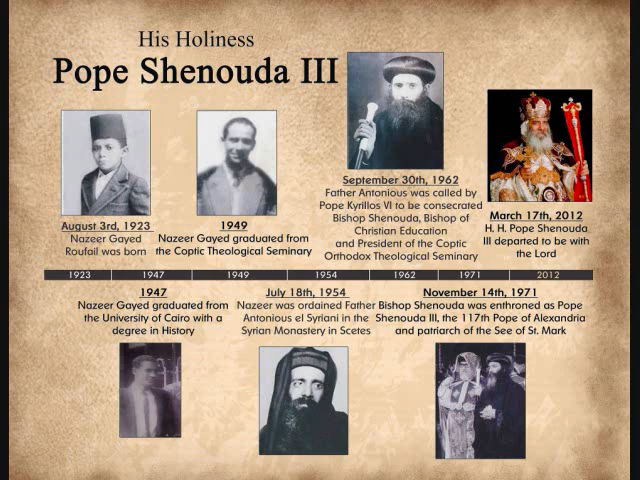 His Holiness
Pope Shenouda III
August 3rd, 1923
Nazeer Gayed
Roufail was born
1949
Nazeer Gayed graduated from
the Coptic Theological Seminary
September 30th, 1962
Father Antonious was called by
Pope Kyrillos VI to be consecrated
Bishop Shenouda, Bishop of
Christian Education
and President of the Coptic
Orthodox Theological Seminary
March 17th, 2012
H. H. Pope Shenouda
III departed to be with
the Lord
1923 1947 1949 1954 1962 1971 2012
1947
Nazeer Gayed graduated from
the University of Cairo with a
degree in History
July 18th, 1954
Nazeer was ordained Father
Antonious el Syriani in the
Syrian Monastery in Scetes
November 14th, 1971
Bishop Shenouda was enthroned as Pope
Shenouda III, the 117th Pope of Alexandria
and patriarch of the See of St. Mark